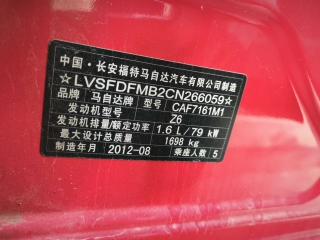 中国·长安福特马自达汽车有限公司制造
☆LVSFDFMB2CN266059☆
品牌 马自达牌 型号 CAF7161M1
发动机型号 Z6
发动机排量/额定功率 1.6 L/79 kW
最大设计总质量 1698 kg
制造年月 2012-08 乘座人数 5